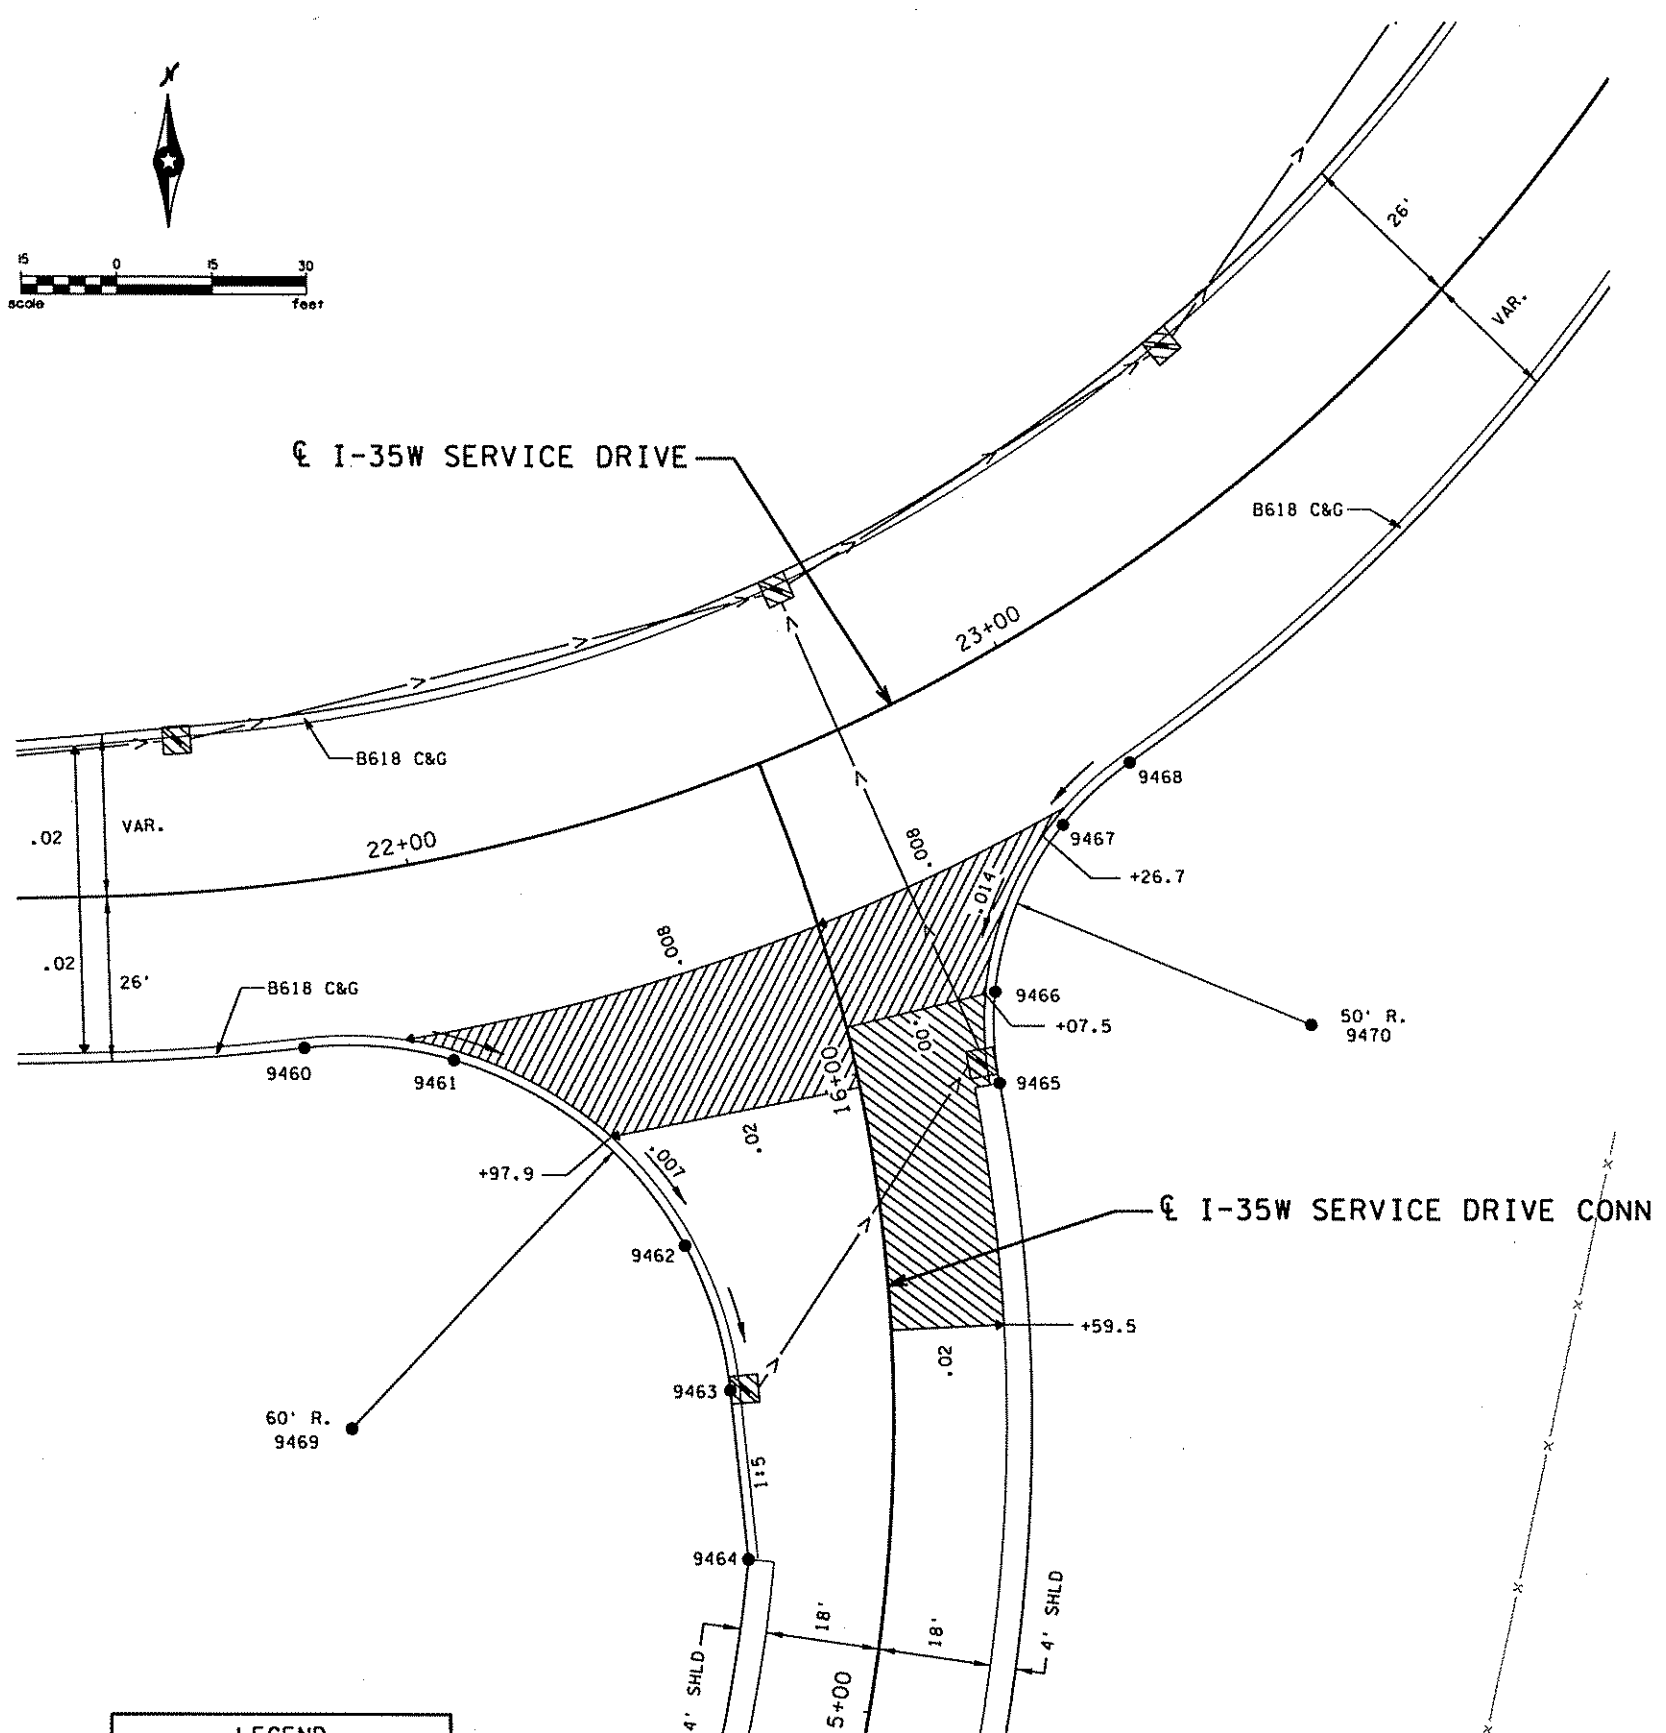 N
15 0 15 30
scale feet
26'
VAR.
℄ I-35W SERVICE DRIVE
B618 C&G
23+00
B618 C&G
9468
.02
VAR.
22+00
.008
9467
+26.7
.014
.008
.02
26'
B618 C&G
9466
50' R.
9470
+07.5
.00
9460
9461
16+00
9465
.02
+97.9
.007
℄ I-35W SERVICE DRIVE CONN
9462
+59.5
.02
9463
60' R.
9469
1:5
9464
18'
18'
4' SHLD
4' SHLD
5+00
LEGEND